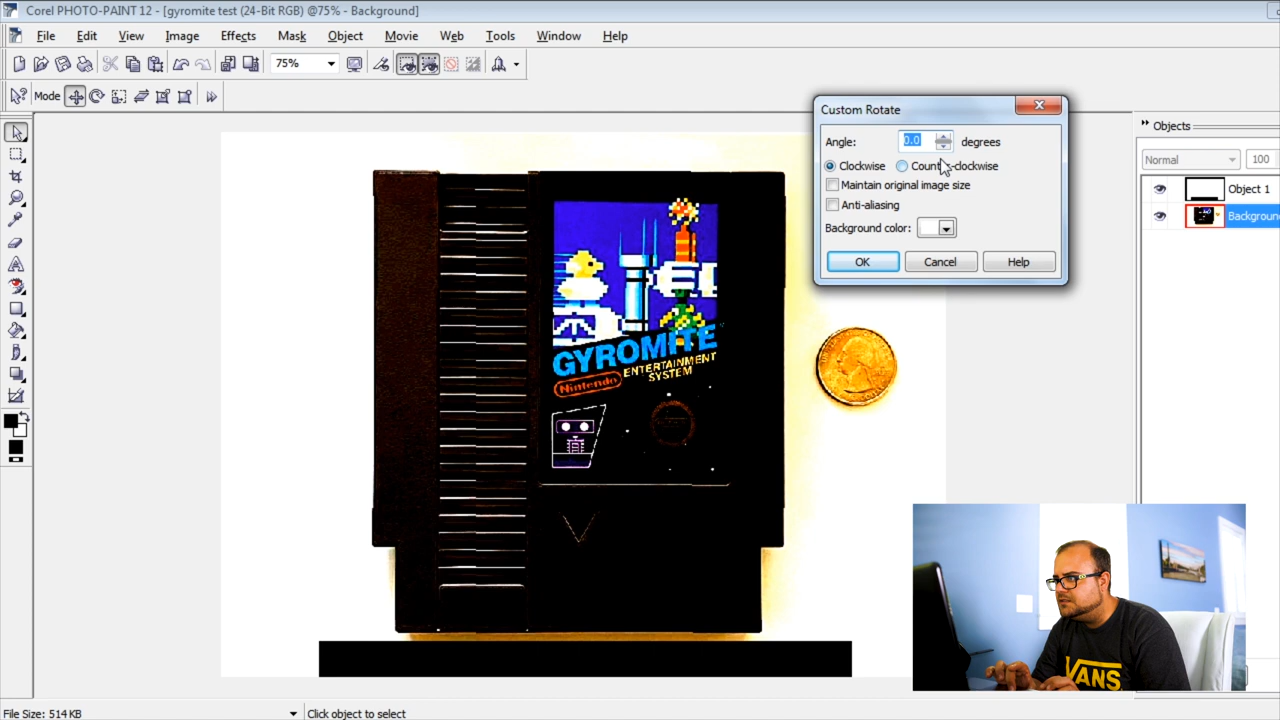 Corel PHOTO-PAINT 12 - [gyromite test (24-Bit RGB) @75% - Background]
File Edit View Image Effects Mask Object Movie Web Tools Window Help
75%
Mode
Custom Rotate
Angle: 0.0 degrees
Clockwise
Maintain original image size
Anti-aliasing
Background color:
OK Cancel Help
Objects
Normal 100
Object 1
GYROMITE
Nintendo ENTERTAINMENT
SYSTEM
VANS
File Size: 514 KB Click object to select